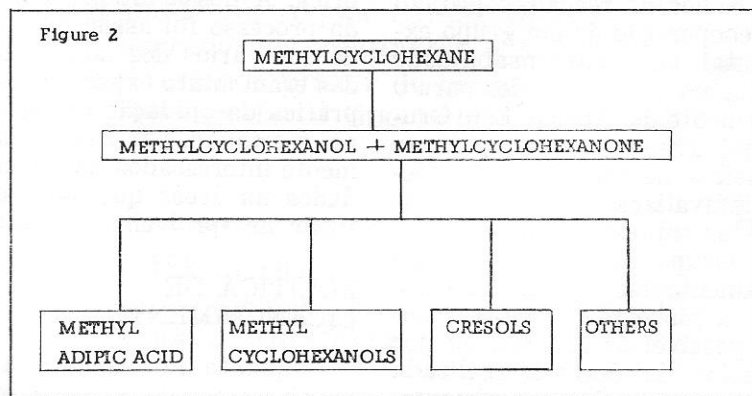 Figure 2
METHYLCYCLOHEXANE
METHYLCYCLOHEXANOL + METHYLCYCLOHEXANONE
METHYL
ADIPIC ACID
METHYL
CYCLOHEXANOLS
CRESOLS
OTHERS